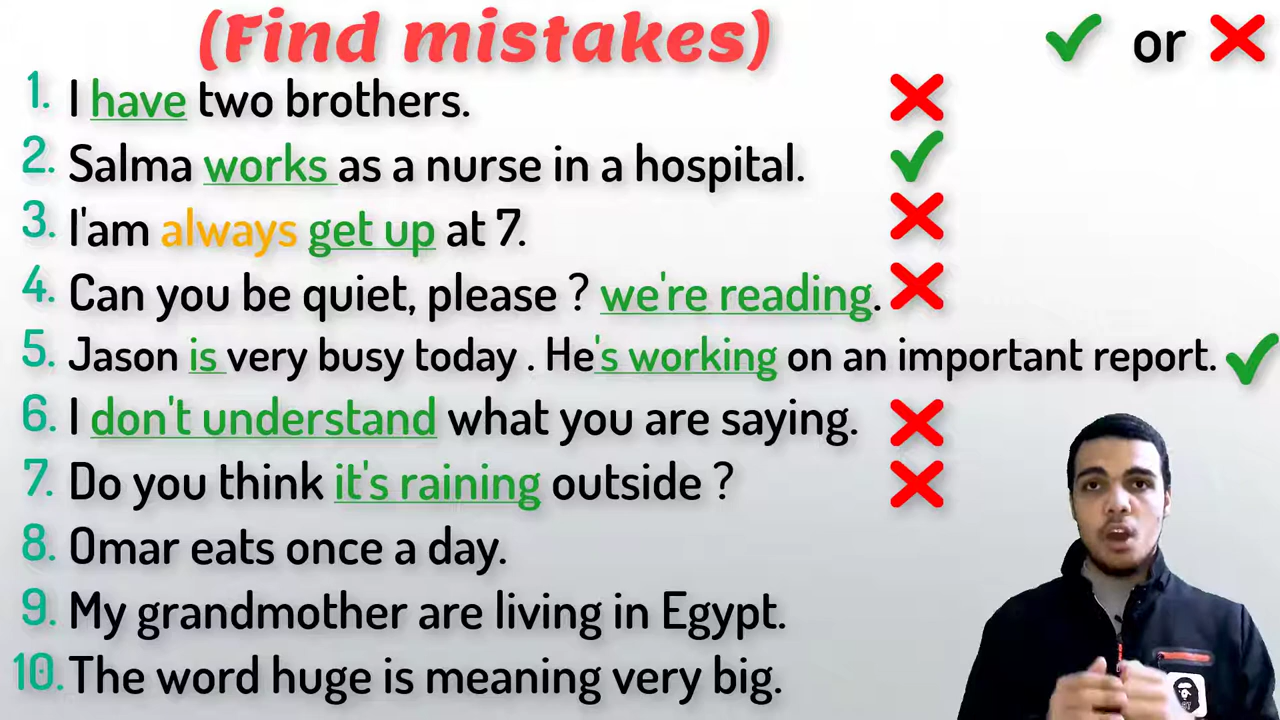 (Find mistakes)
✔ or ❌
1. I have two brothers. ❌
2. Salma works as a nurse in a hospital. ✔
3. I'am always get up at 7. ❌
4. Can you be quiet, please ? we're reading. ❌
5. Jason is very busy today . He's working on an important report. ✔
6. I don't understand what you are saying. ❌
7. Do you think it's raining outside ? ❌
8. Omar eats once a day.
9. My grandmother are living in Egypt.
10. The word huge is meaning very big.